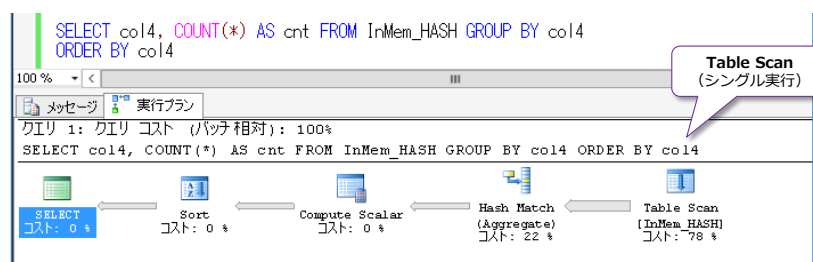 SELECT col4, COUNT(*) AS cnt FROM InMem_HASH GROUP BY col4
ORDER BY col4
Table Scan
(シングル実行)
100 %
メッセージ 実行プラン
クエリ 1: クエリ コスト (バッチ相対): 100%
SELECT col4, COUNT(*) AS cnt FROM InMem_HASH GROUP BY col4 ORDER BY col4
SELECT
コスト: 0 %
Sort
コスト: 0 %
Compute Scalar
コスト: 0 %
Hash Match
(Aggregate)
コスト: 22 %
Table Scan
[InMem_HASH]
コスト: 78 %